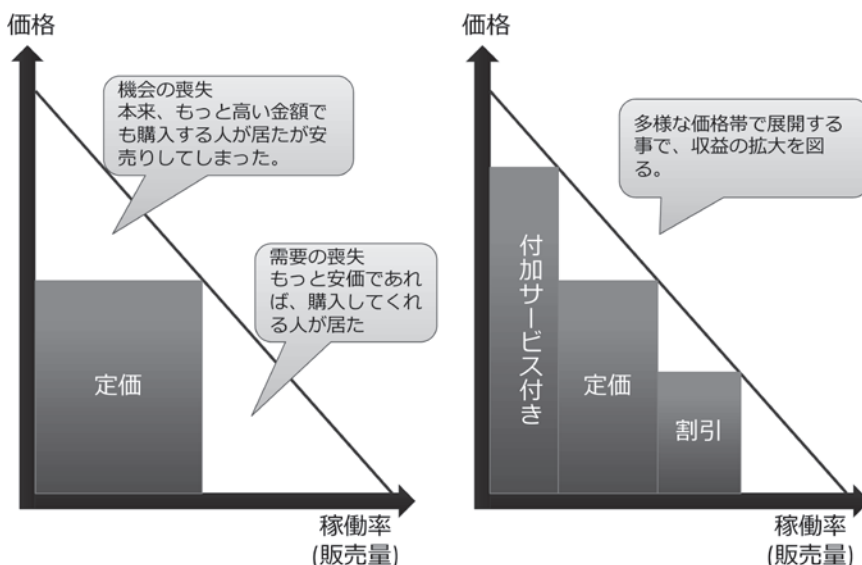 価格
機会の喪失
本来、もっと高い金額で
も購入する人が居たが安
売りしてしまった。
需要の喪失
もっと安価であれ
ば、購入してくれ
る人が居た
定価
稼働率
(販売量)
価格
多様な価格帯で展開する
事で、収益の拡大を図
る。
付加サービス付き
定価
割引
稼働率
(販売量)